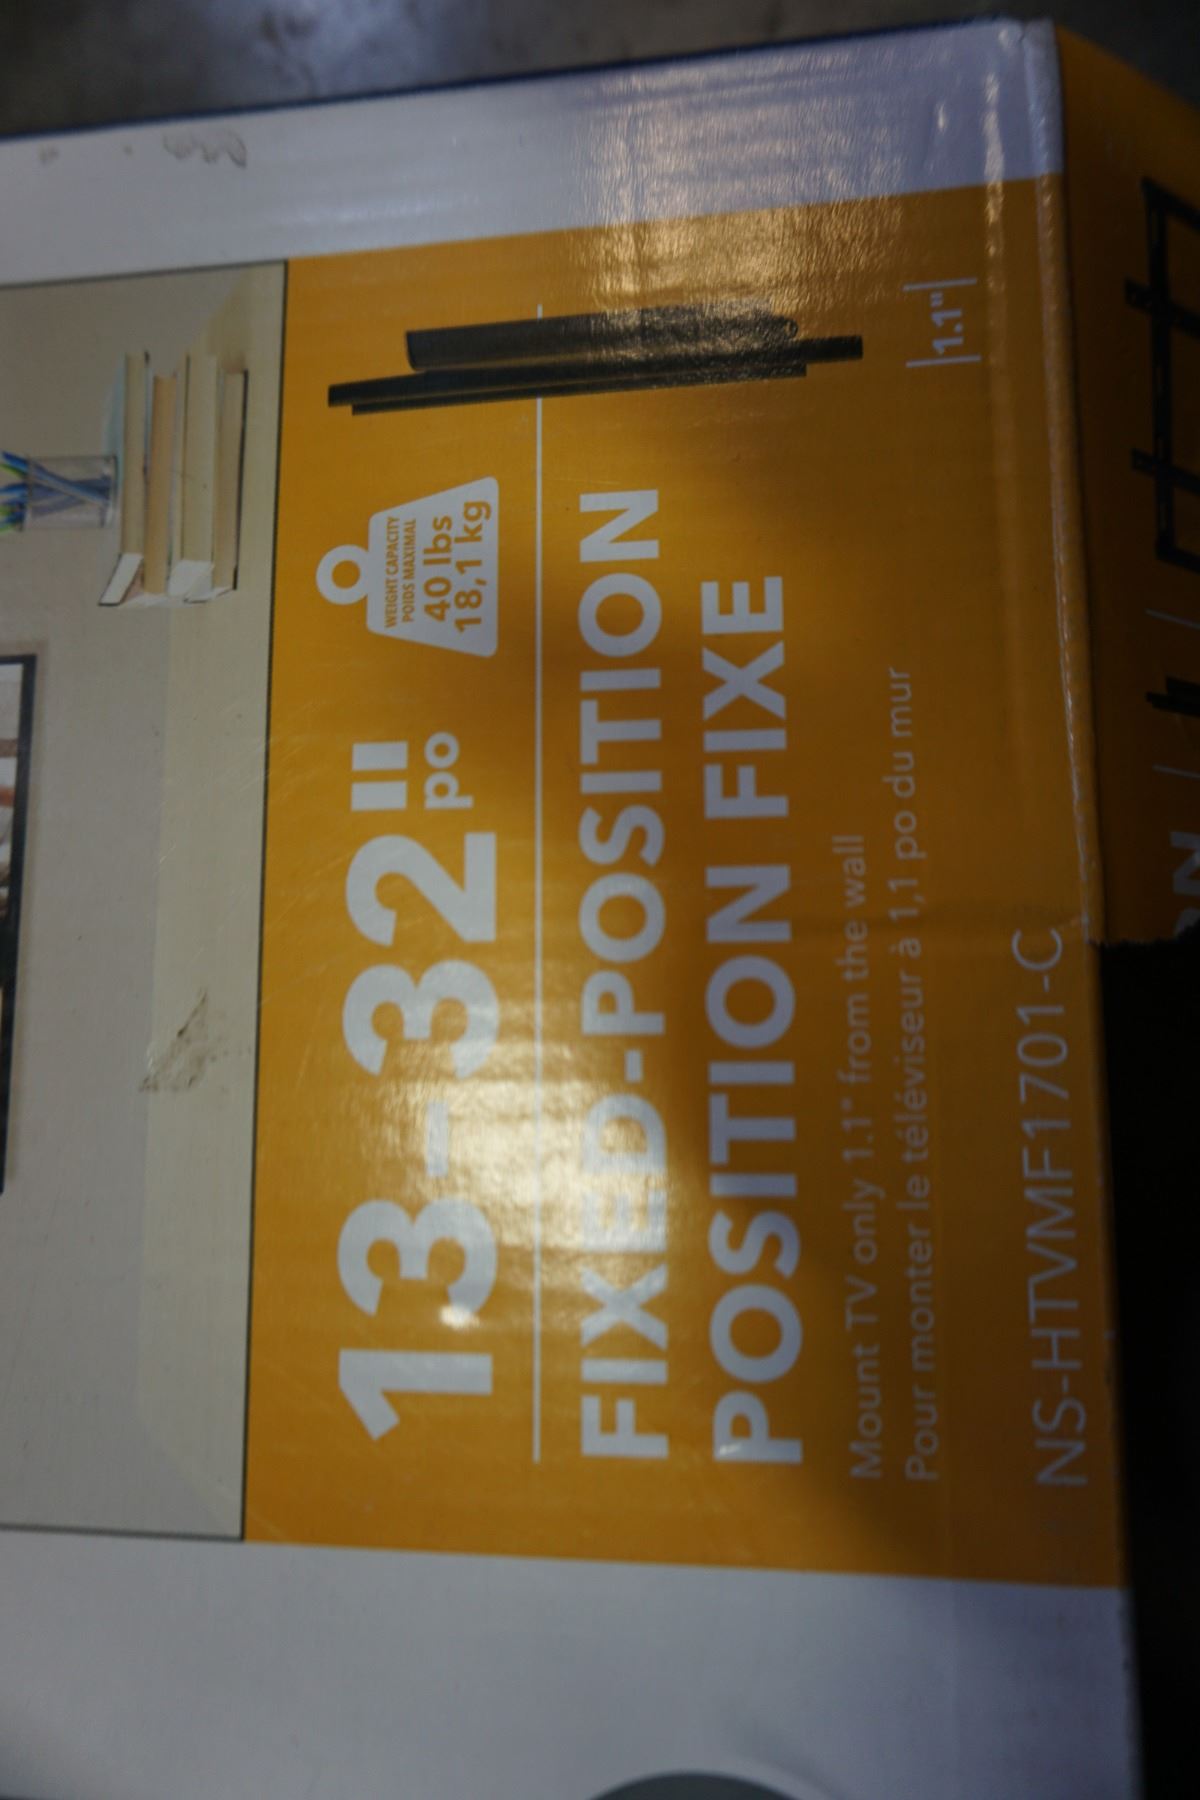 13-32"
po
WEIGHT CAPACITY
POIDS MAXIMAL
40 lbs
18,1 kg
FIXED-POSITION
POSITION FIXE
Mount TV only 1.1" from the wall
Pour monter le téléviseur à 1,1 po du mur
1.1"
NS-HTVMF1701-C